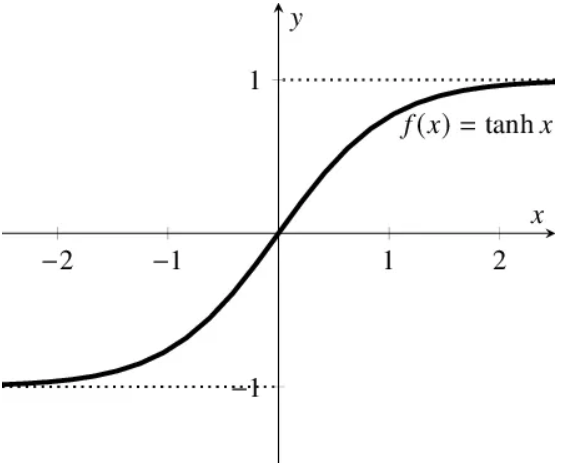 y
1
f(x) = tanh x
x
−2 −1 1 2
−1